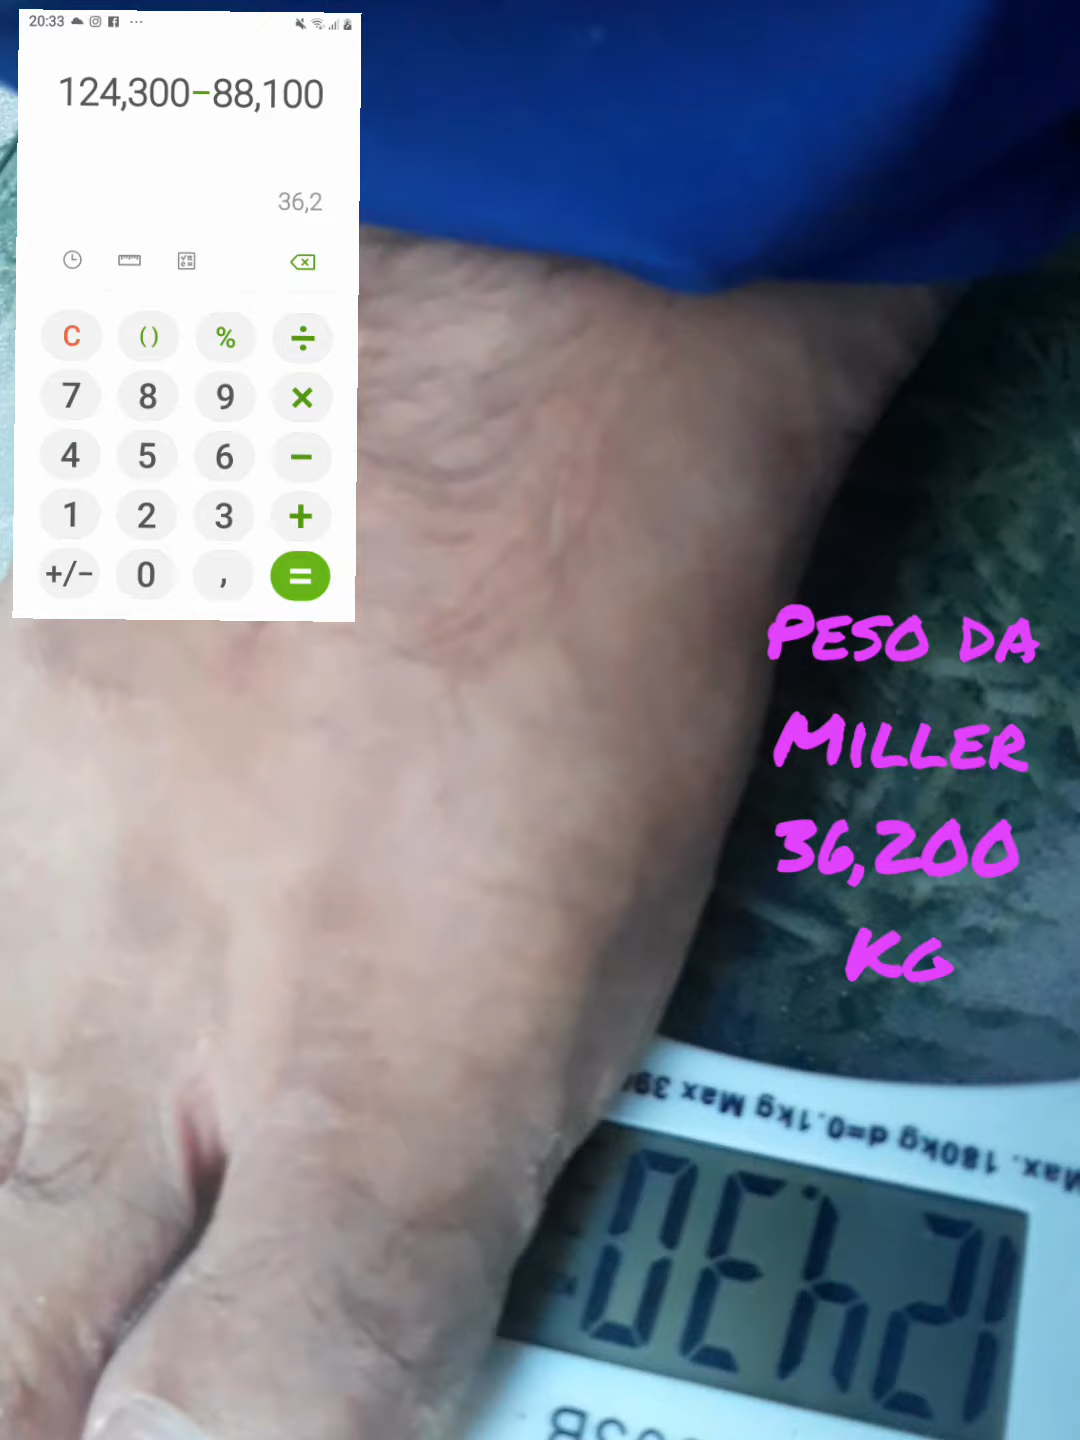 20:33
124,300−88,100
36,2
C () % ÷
7 8 9 ×
4 5 6 −
1 2 3 +
+/− 0 , =
Peso da
Miller
36,200
Kg
Max. 180kg d=0.1kg Max
124.30